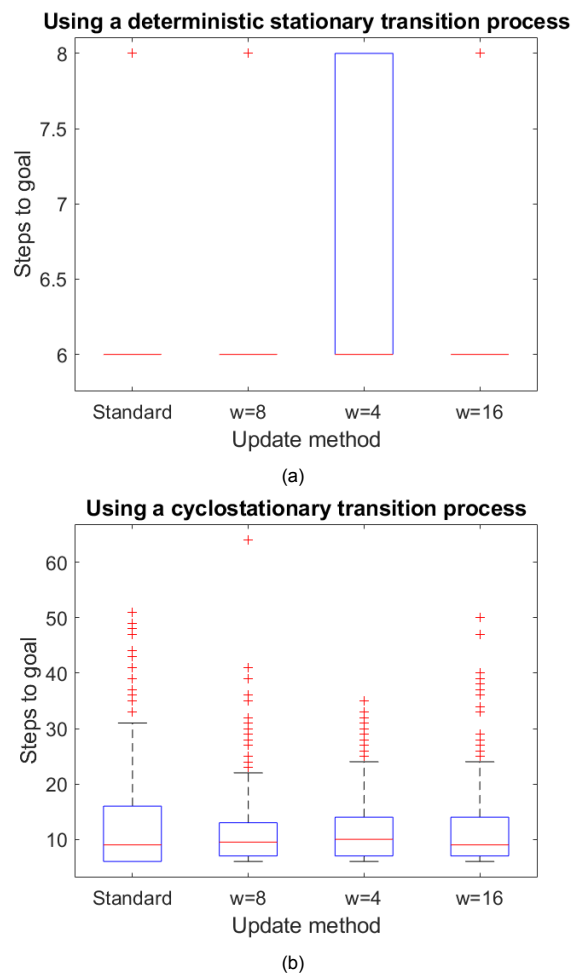 Using a deterministic stationary transition process
8
7.5
7
6.5
6
Steps to goal
Standard w=8 w=4 w=16
Update method
(a)
Using a cyclostationary transition process
60
50
40
30
20
10
Steps to goal
Standard w=8 w=4 w=16
Update method
(b)